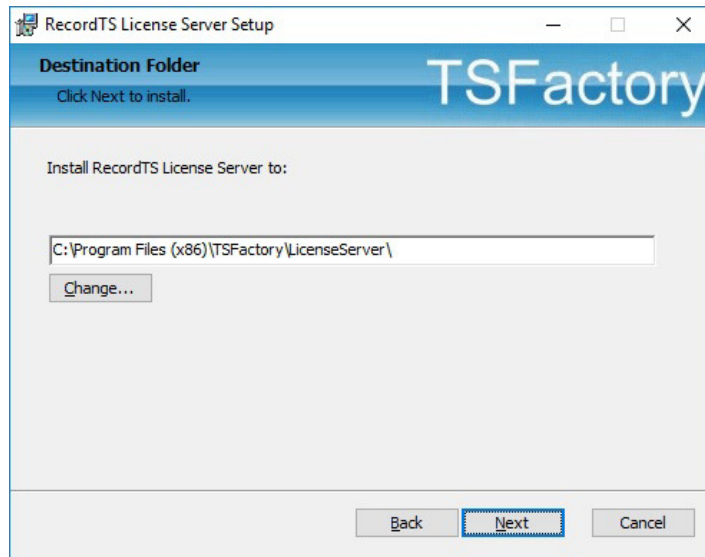 RecordTS License Server Setup
Destination Folder
Click Next to install.
TSFactory
Install RecordTS License Server to:
C:\Program Files (x86)\TSFactory\LicenseServer\
Change...
Back Next Cancel